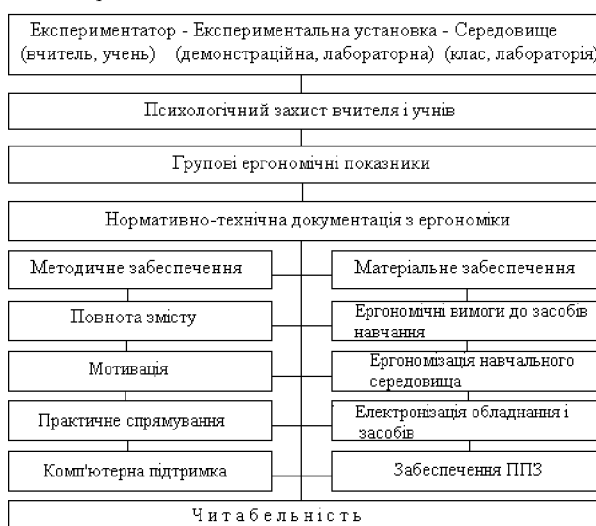 Експериментатор - Експериментальна установка - Середовище
(вчитель, учень) (демонстраційна, лабораторна) (клас, лабораторія)
Психологічний захист вчителя і учнів
Групові ергономічні показники
Нормативно-технічна документація з ергономіки
Методичне забезпечення
Матеріальне забезпечення
Повнота змісту
Ергономічні вимоги до засобів
навчання
Мотивація
Ергономізація навчального
середовища
Практичне спрямування
Електронізація обладнання і
засобів
Комп'ютерна підтримка
Забезпечення ППЗ
Читабельність